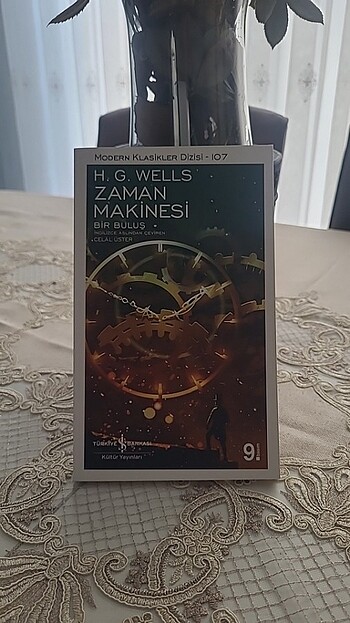 MODERN KLASİKLER DİZİSİ - 107
H. G. WELLS
ZAMAN
MAKİNESİ
BİR BULUŞ
İNGİLİZCE ASLINDAN ÇEVİREN
CELÂL ÜSTER
TÜRKİYE İŞ BANKASI
Kültür Yayınları
9.